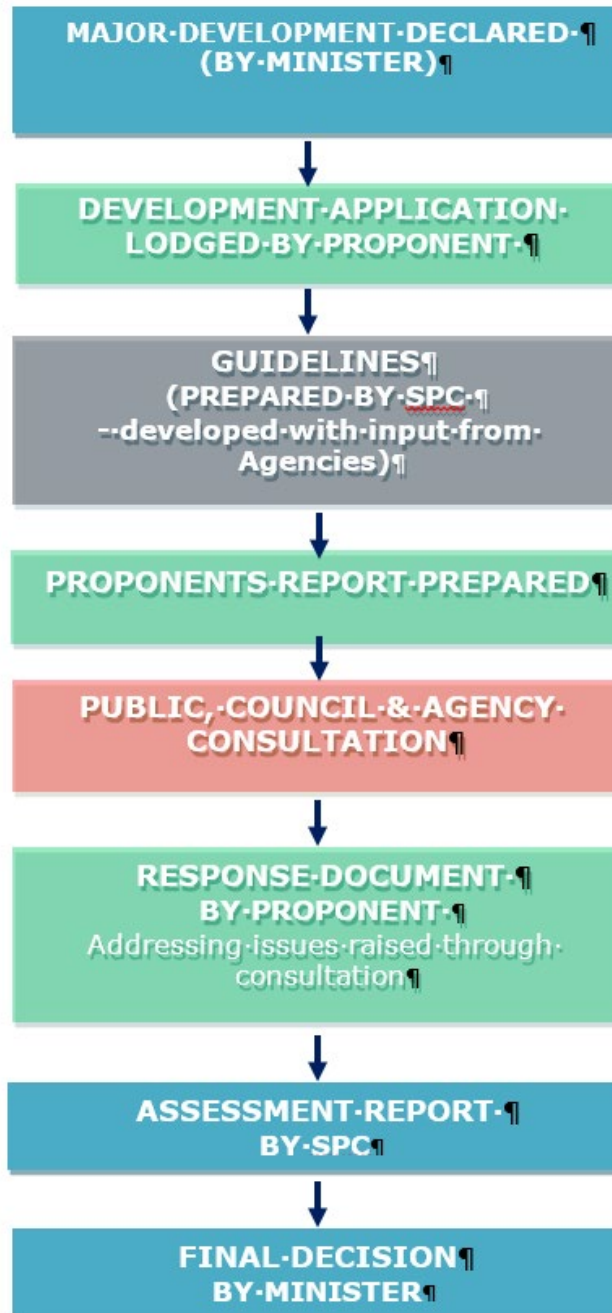 MAJOR·DEVELOPMENT·DECLARED·¶
(BY·MINISTER)¶
DEVELOPMENT·APPLICATION·
LODGED·BY·PROPONENT·¶
GUIDELINES¶
(PREPARED·BY·SPC·¶
-·developed·with·input·from·
Agencies)¶
PROPONENTS·REPORT·PREPARED¶
PUBLIC,·COUNCIL·&·AGENCY·
CONSULTATION¶
RESPONSE·DOCUMENT·¶
BY·PROPONENT·¶
Addressing·issues·raised·through·
consultation¶
ASSESSMENT·REPORT·¶
BY·SPC¶
FINAL·DECISION¶
BY·MINISTER¶